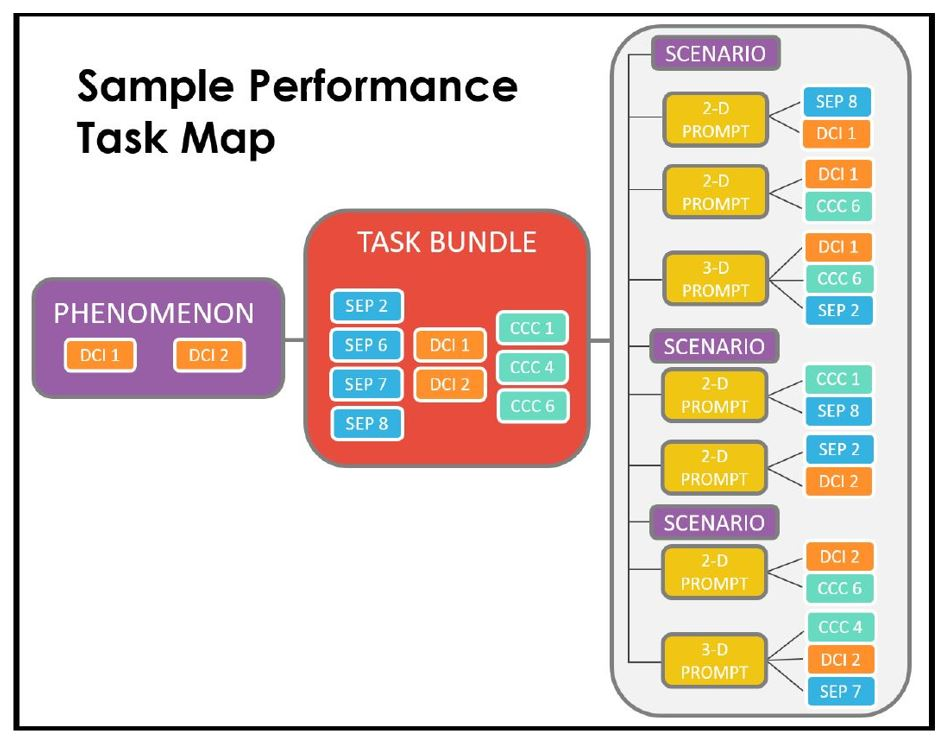 Sample Performance
Task Map
PHENOMENON
DCI 1
DCI 2
TASK BUNDLE
SEP 2
SEP 6
SEP 7
SEP 8
DCI 1
DCI 2
CCC 1
CCC 4
CCC 6
SCENARIO
2-D
PROMPT
SEP 8
DCI 1
2-D
PROMPT
DCI 1
CCC 6
3-D
PROMPT
DCI 1
CCC 6
SEP 2
SCENARIO
2-D
PROMPT
CCC 1
SEP 8
2-D
PROMPT
SEP 2
DCI 2
SCENARIO
2-D
PROMPT
DCI 2
CCC 6
3-D
PROMPT
CCC 4
DCI 2
SEP 7